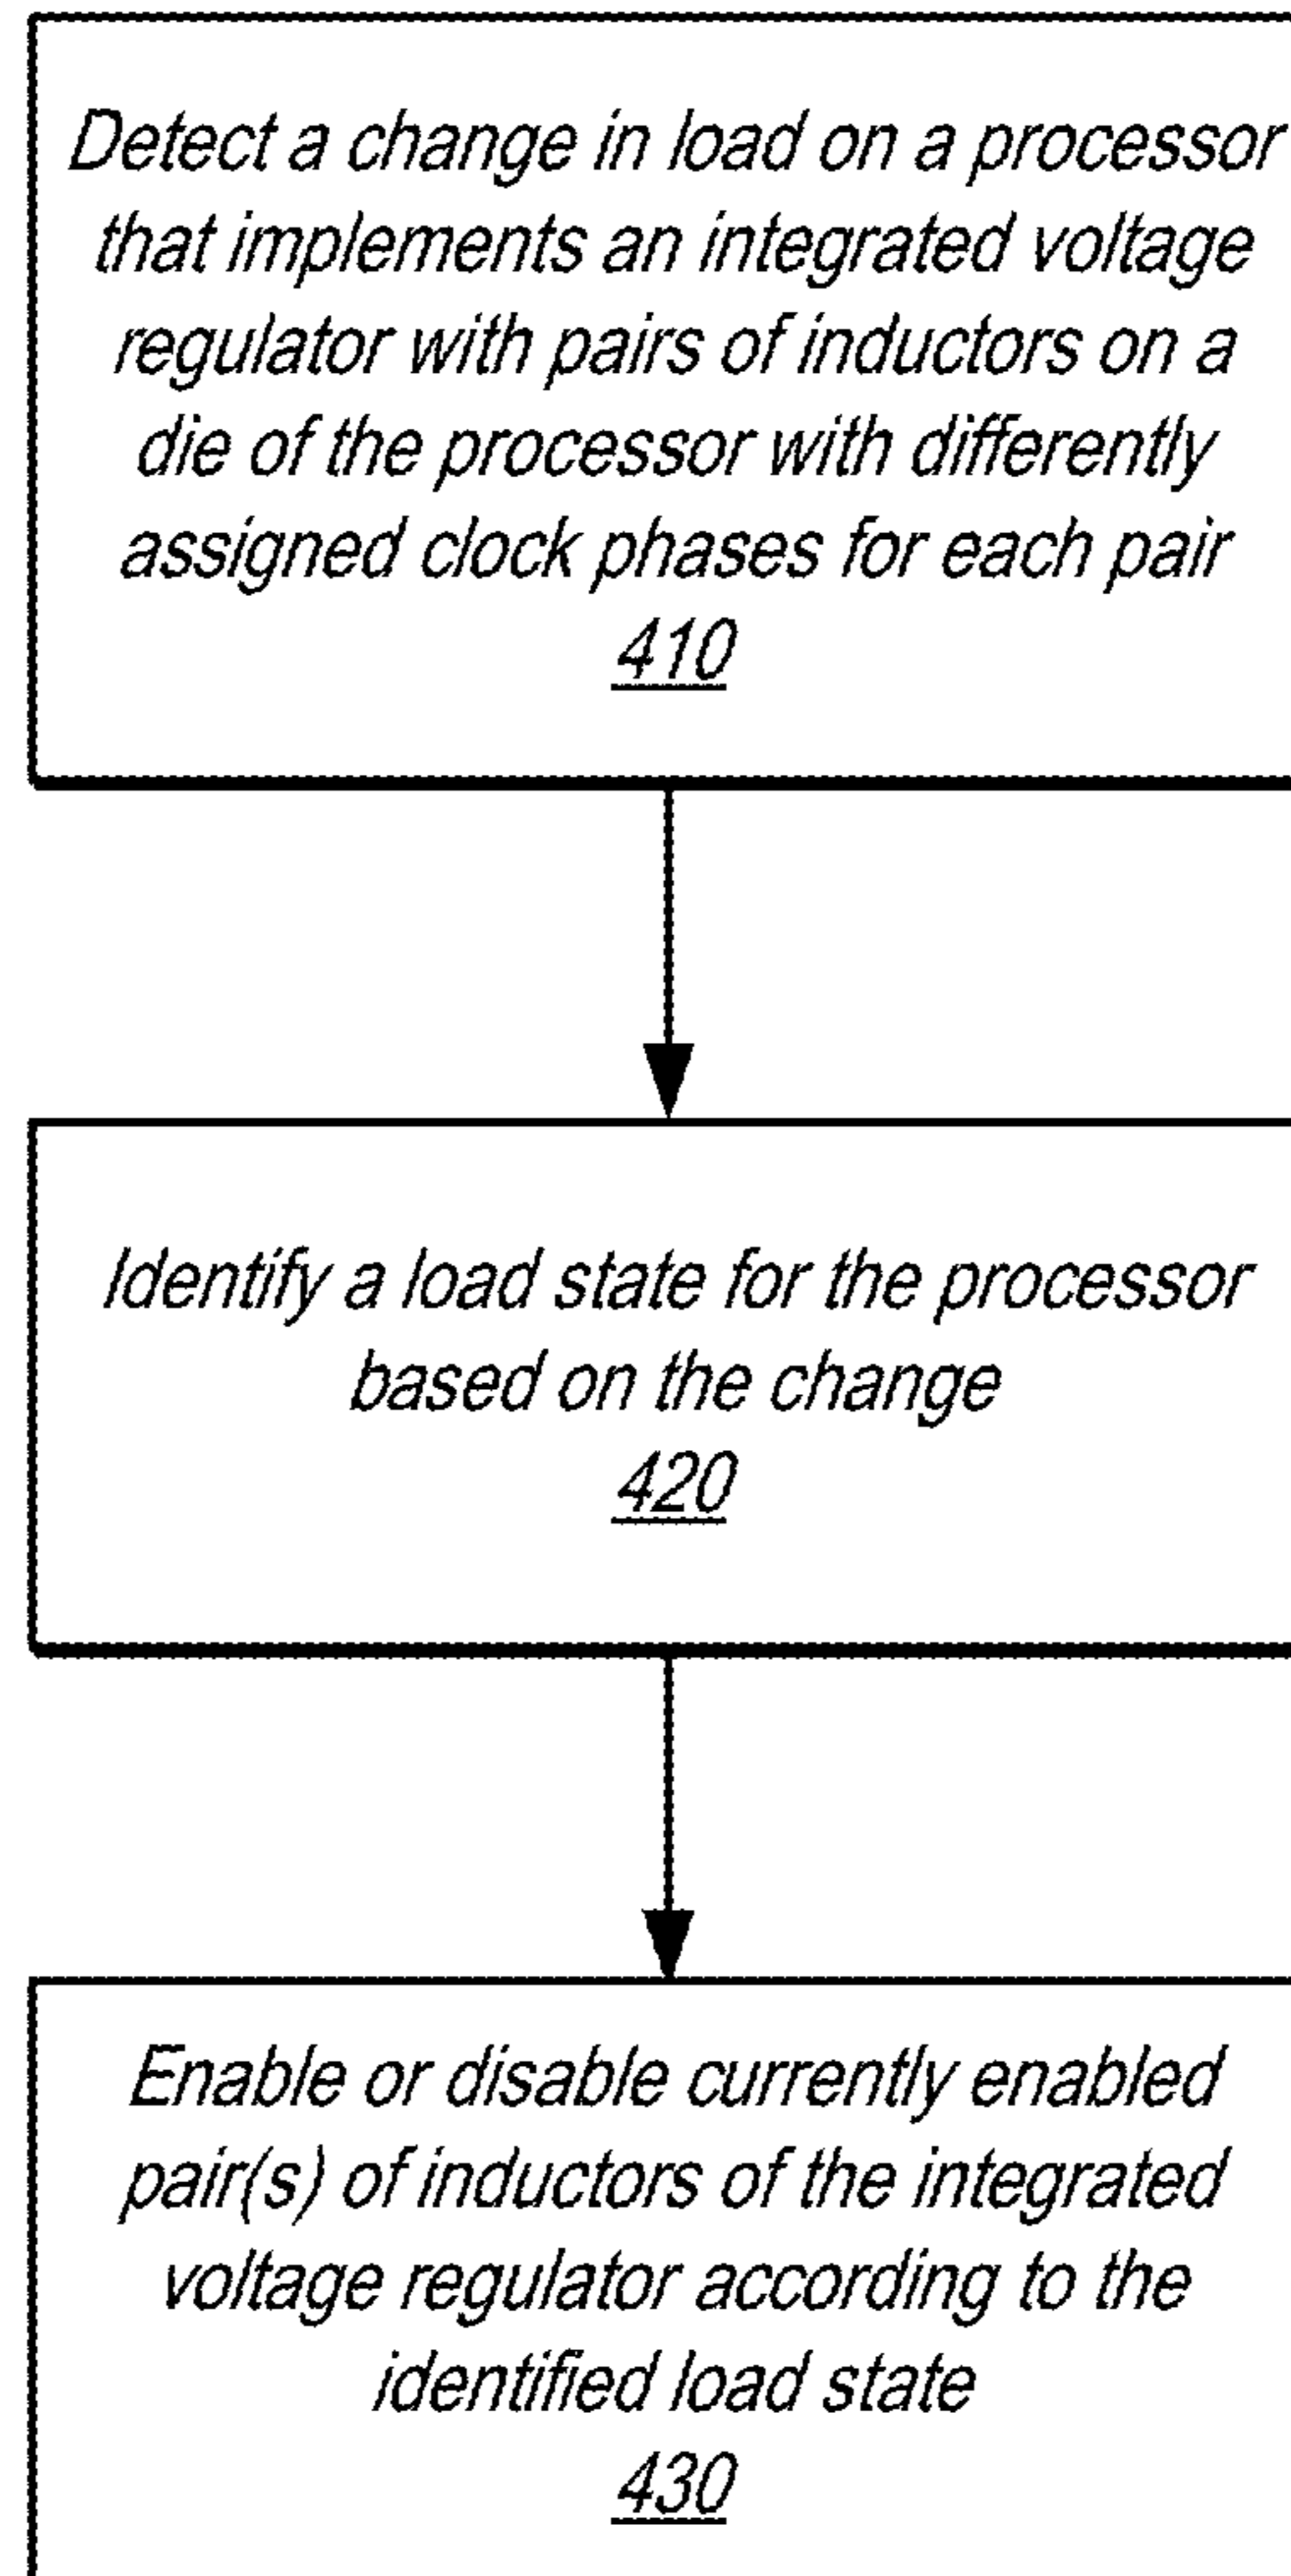 Detect a change in load on a processor
that implements an integrated voltage
regulator with pairs of inductors on a
die of the processor with differently
assigned clock phases for each pair
410
Identify a load state for the processor
based on the change
420
Enable or disable currently enabled
pair(s) of inductors of the integrated
voltage regulator according to the
identified load state
430